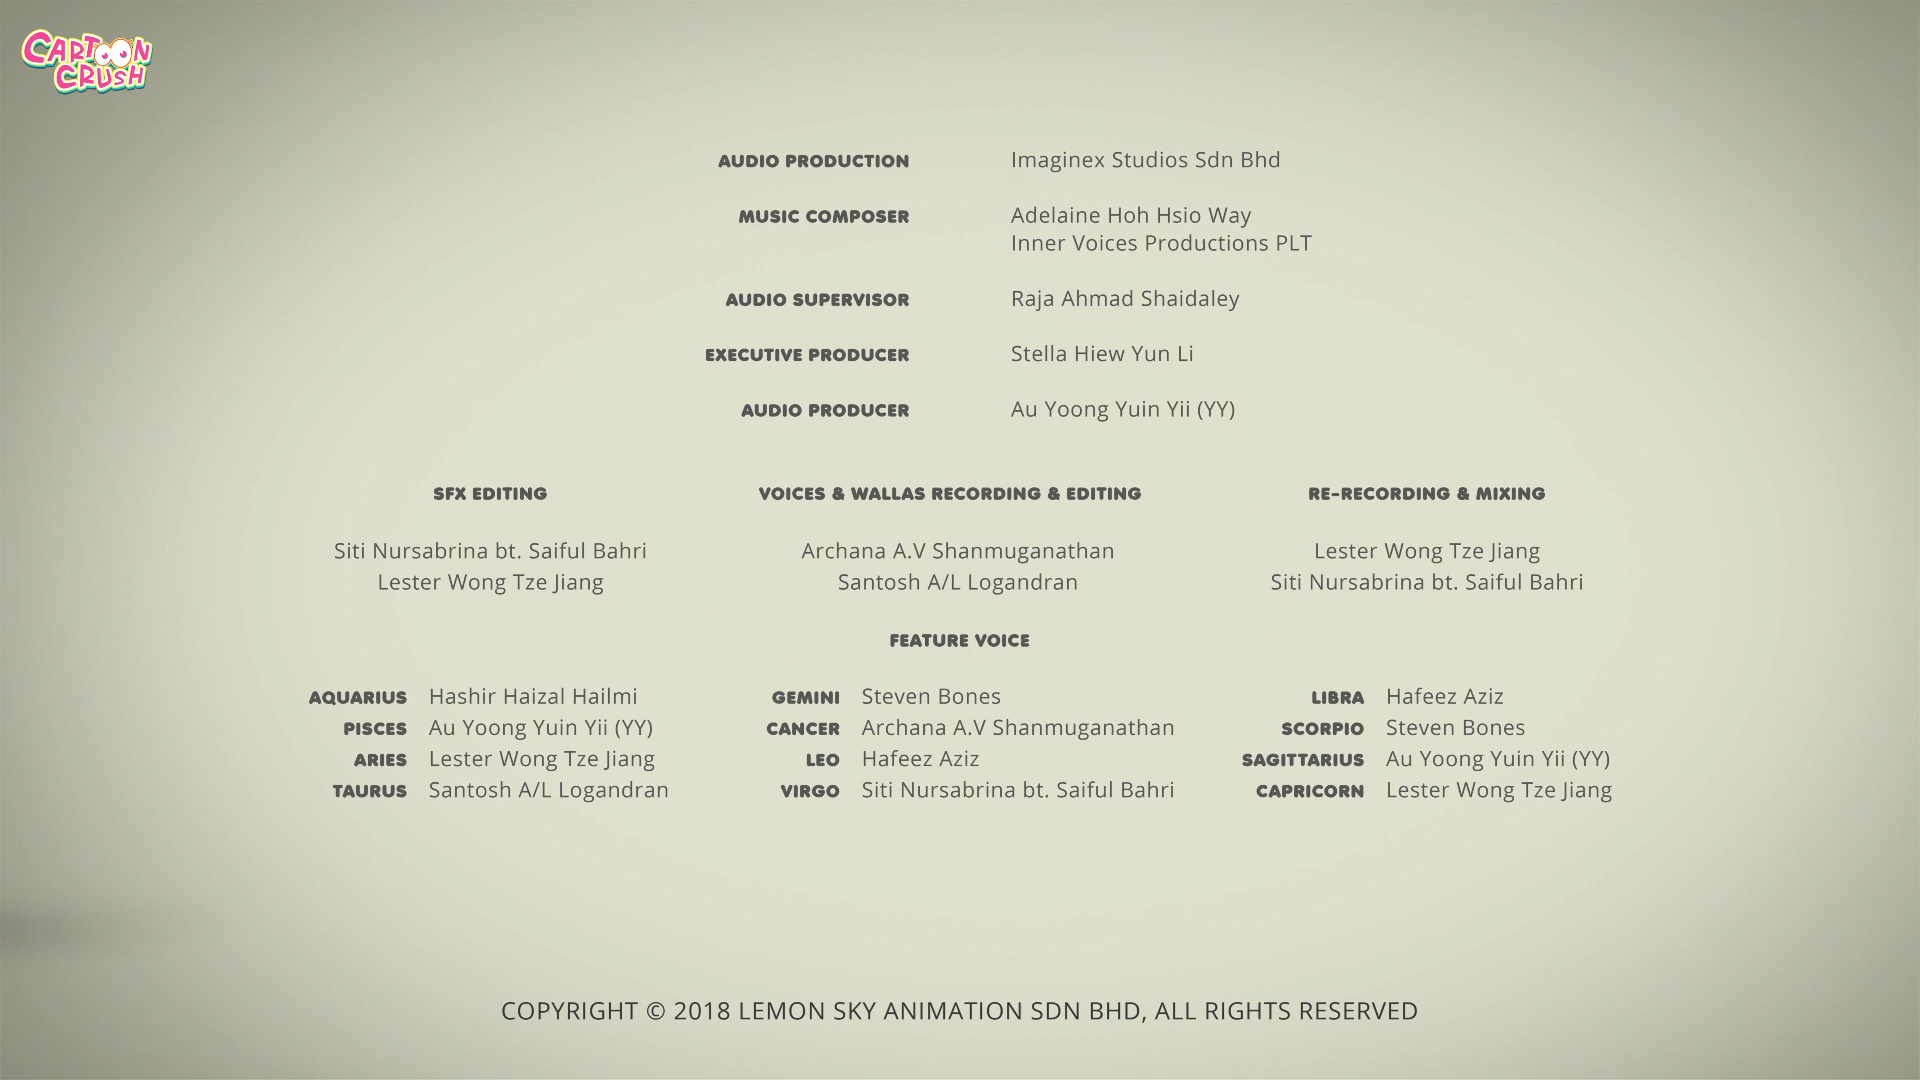 CARTOON
CRUSH
AUDIO PRODUCTION Imaginex Studios Sdn Bhd
MUSIC COMPOSER Adelaine Hoh Hsio Way
Inner Voices Productions PLT
AUDIO SUPERVISOR Raja Ahmad Shaidaley
EXECUTIVE PRODUCER Stella Hiew Yun Li
AUDIO PRODUCER Au Yoong Yuin Yii (YY)
SFX EDITING
Siti Nursabrina bt. Saiful Bahri
Lester Wong Tze Jiang
VOICES & WALLAS RECORDING & EDITING
Archana A.V Shanmuganathan
Santosh A/L Logandran
RE-RECORDING & MIXING
Lester Wong Tze Jiang
Siti Nursabrina bt. Saiful Bahri
FEATURE VOICE
AQUARIUS Hashir Haizal Hailmi
PISCES Au Yoong Yuin Yii (YY)
ARIES Lester Wong Tze Jiang
TAURUS Santosh A/L Logandran
GEMINI Steven Bones
CANCER Archana A.V Shanmuganathan
LEO Hafeez Aziz
VIRGO Siti Nursabrina bt. Saiful Bahri
LIBRA Hafeez Aziz
SCORPIO Steven Bones
SAGITTARIUS Au Yoong Yuin Yii (YY)
CAPRICORN Lester Wong Tze Jiang
COPYRIGHT © 2018 LEMON SKY ANIMATION SDN BHD, ALL RIGHTS RESERVED